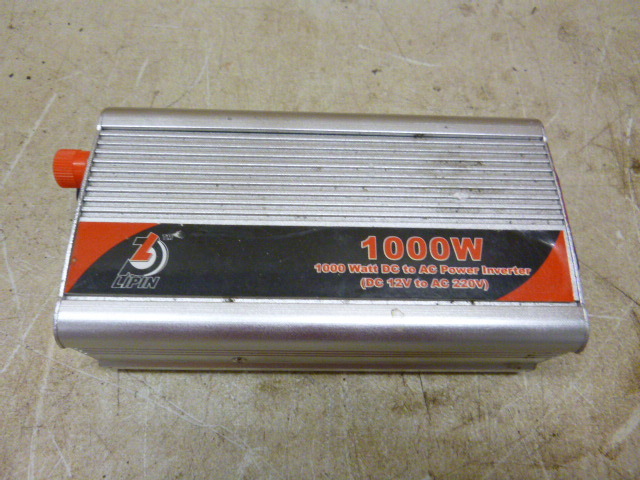 1000W
1000 Watt DC to AC Power Inverter
(DC 12V to AC 220V)
LIPIN